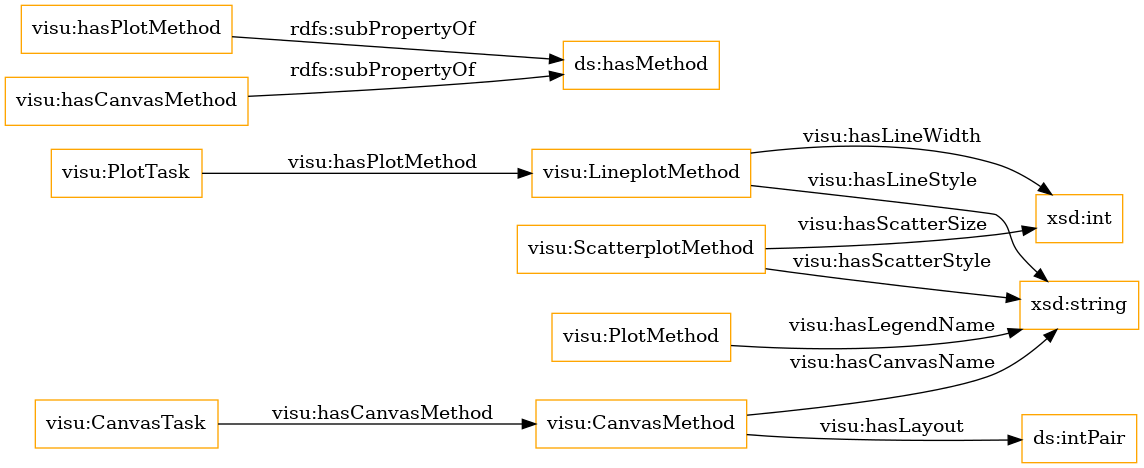 visu:hasPlotMethod
rdfs:subPropertyOf
ds:hasMethod
rdfs:subPropertyOf
visu:hasCanvasMethod
visu:PlotTask
visu:hasPlotMethod
visu:LineplotMethod
visu:hasLineWidth
visu:hasLineStyle
xsd:int
visu:ScatterplotMethod
visu:hasScatterSize
visu:hasScatterStyle
xsd:string
visu:PlotMethod
visu:hasLegendName
visu:hasCanvasName
visu:CanvasTask
visu:hasCanvasMethod
visu:CanvasMethod
visu:hasLayout
ds:intPair